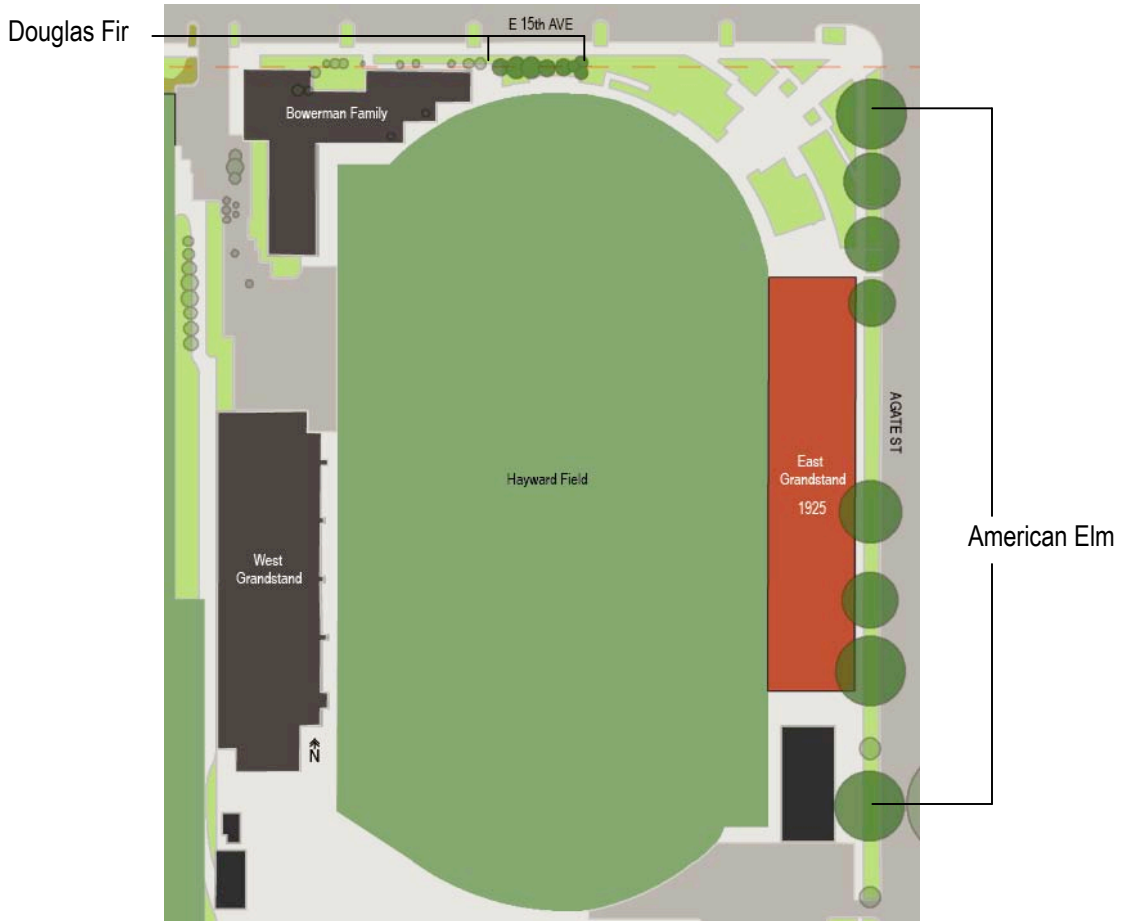 Douglas Fir
E 15th AVE
Bowerman Family
AGATE ST
Hayward Field
East
Grandstand
1925
American Elm
West
Grandstand
N